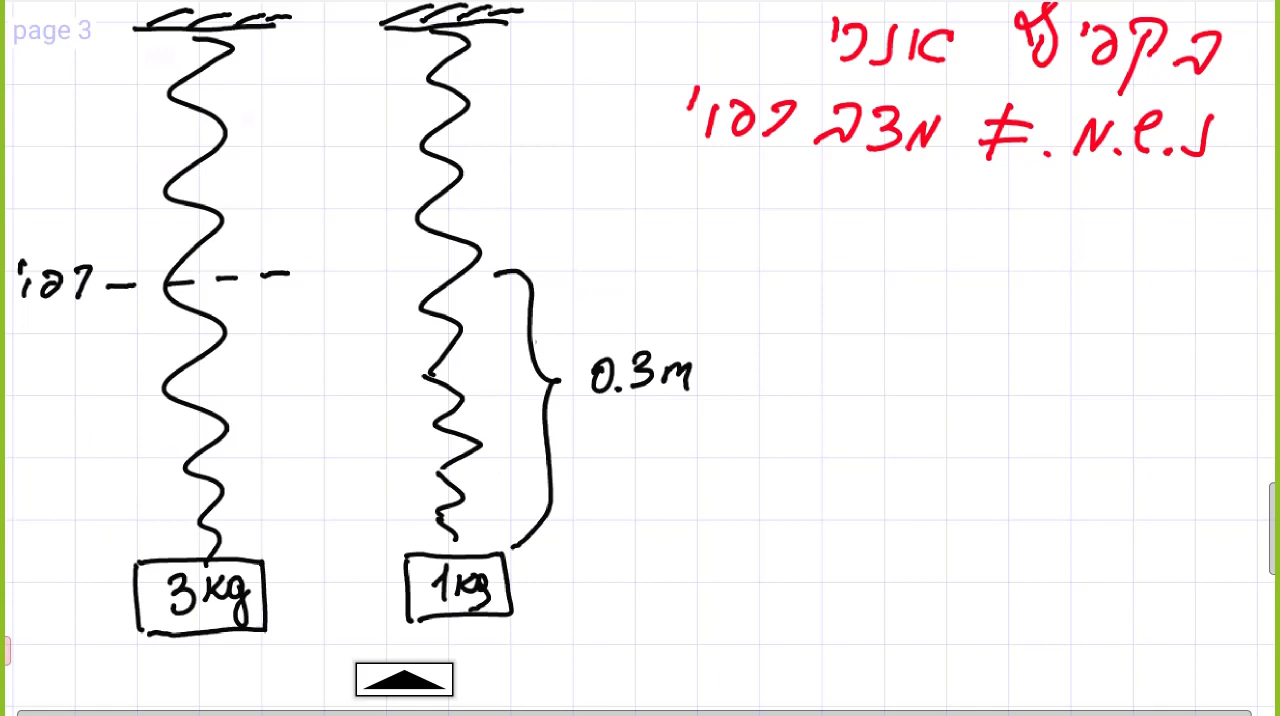 page 3
בקפיץ אנכי
נ.ש.מ. ≠ מצב רפוי
רפוי
0.3m
3kg
1kg